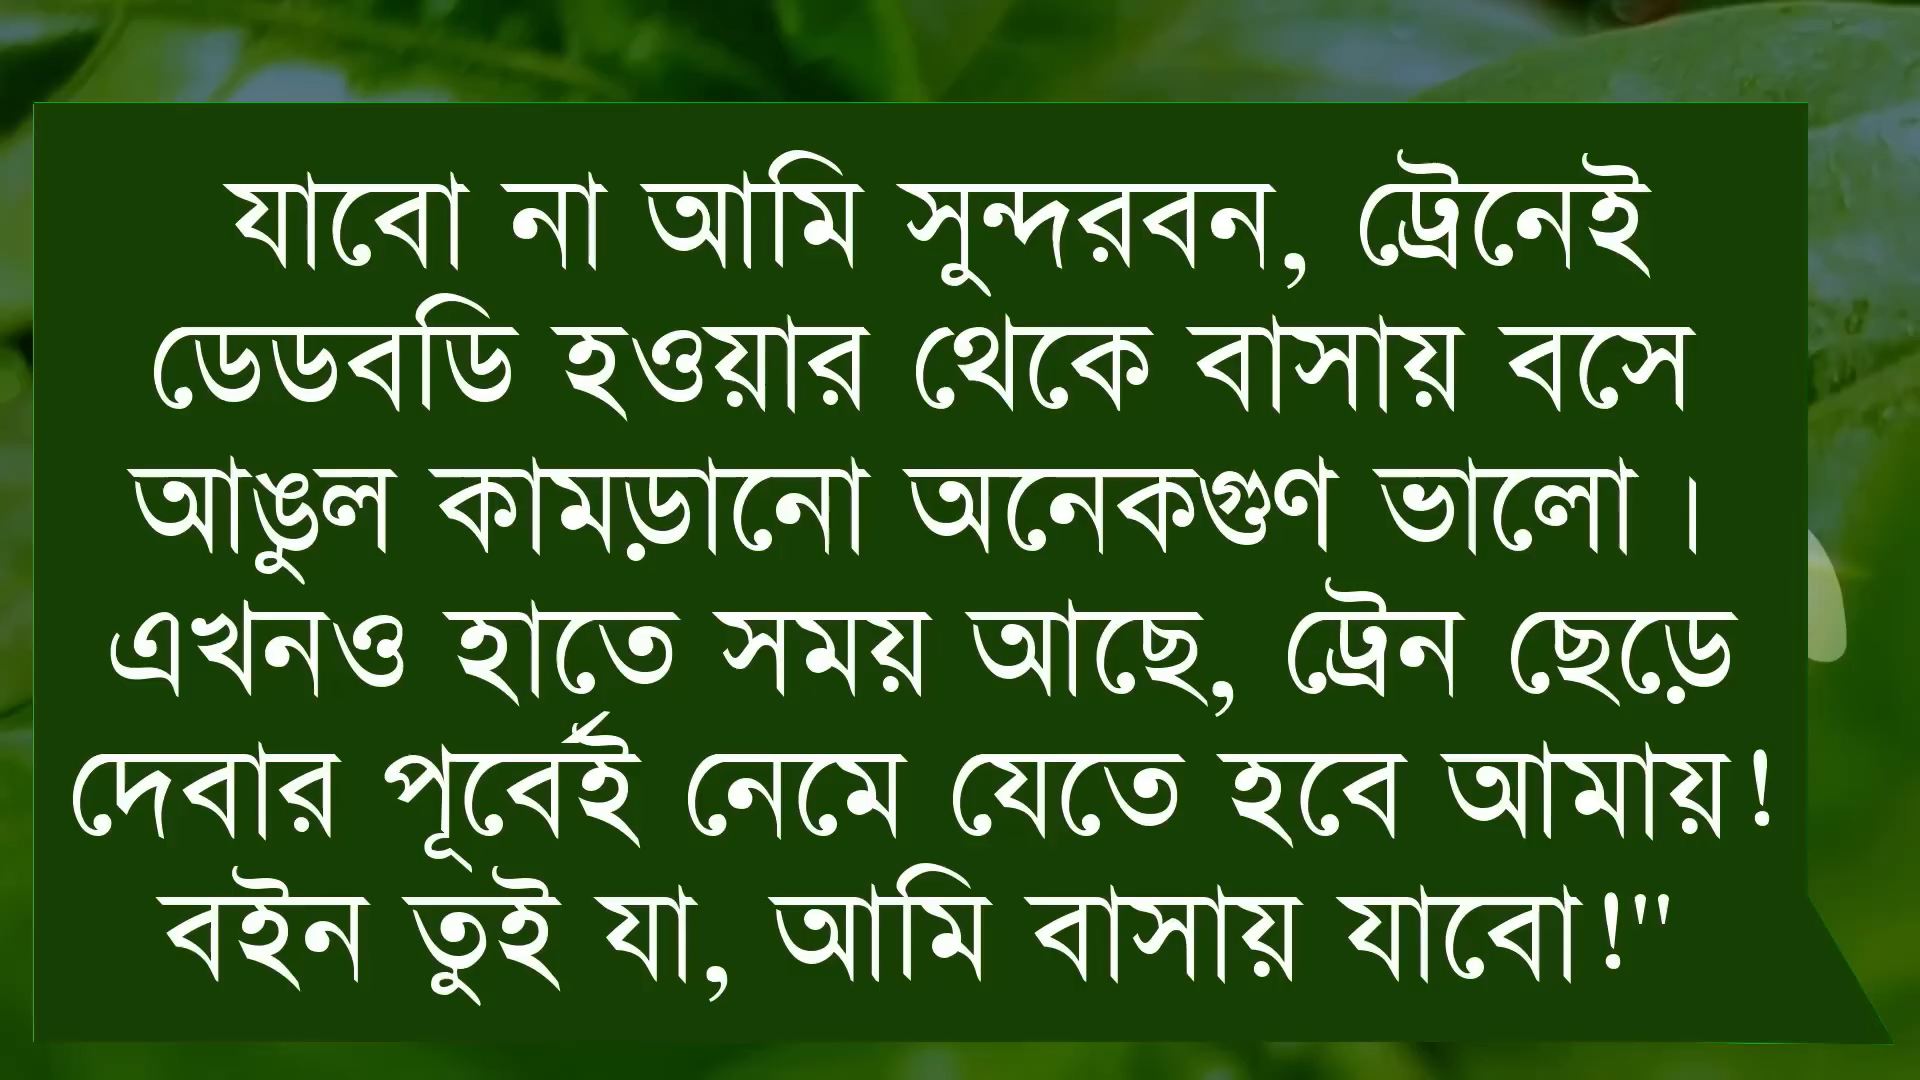 যাবো না আমি সুন্দরবন, ট্রেনেই
ডেডবডি হওয়ার থেকে বাসায় বসে
আঙুল কামড়ানো অনেকগুণ ভালো ।
এখনও হাতে সময় আছে, ট্রেন ছেড়ে
দেবার পূর্বেই নেমে যেতে হবে আমায়!
বইন তুই যা, আমি বাসায় যাবো!"